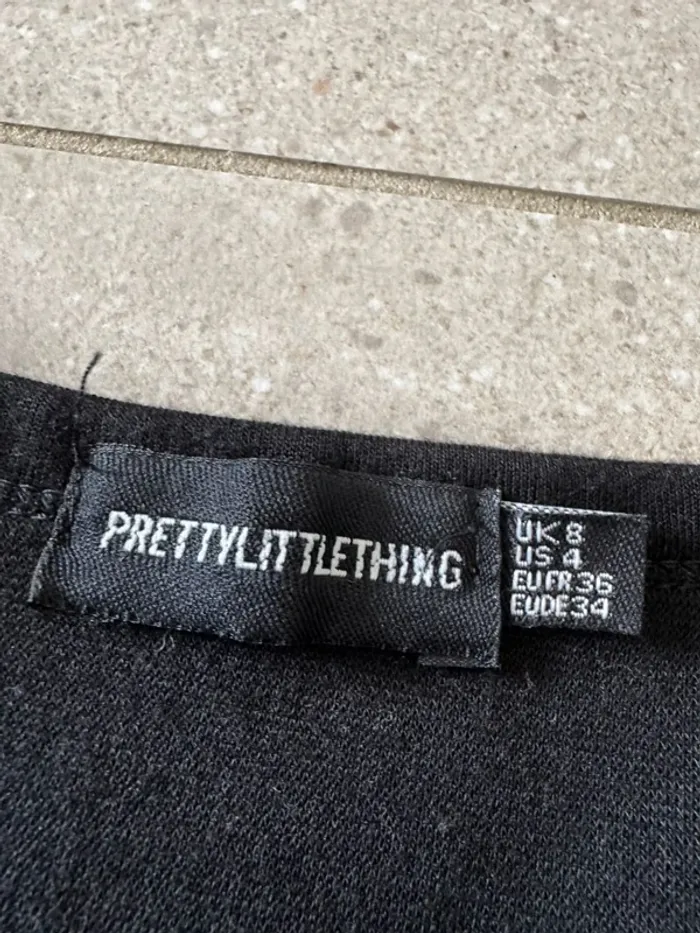 PRETTYLITTLETHING
UK 8
US 4
EU FR 36
EU DE 34